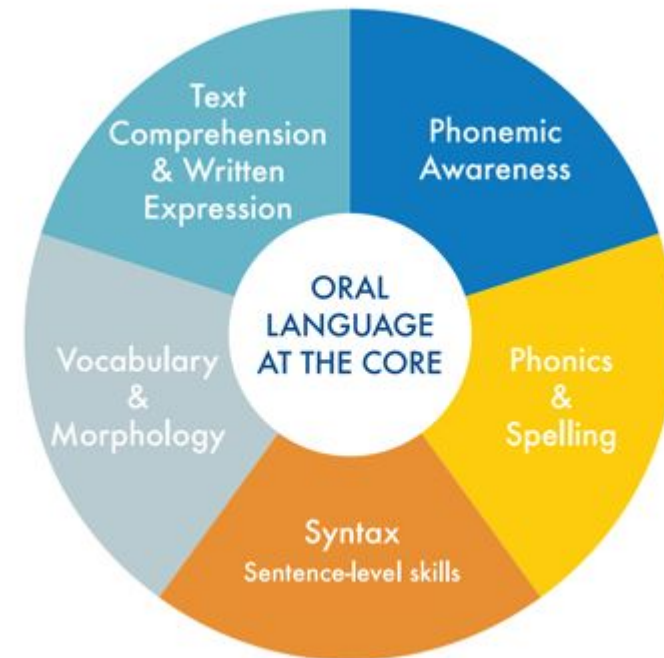 Text
Comprehension
& Written
Expression
Phonemic
Awareness
ORAL
LANGUAGE
AT THE CORE
Vocabulary
&
Morphology
Phonics
&
Spelling
Syntax
Sentence-level skills